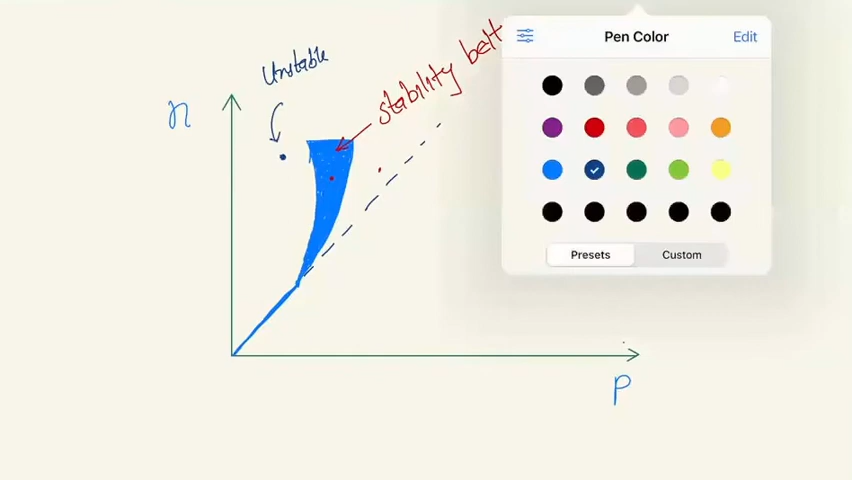 Pen Color
Edit
Presets
Custom
Unstable
stability belt
n
P